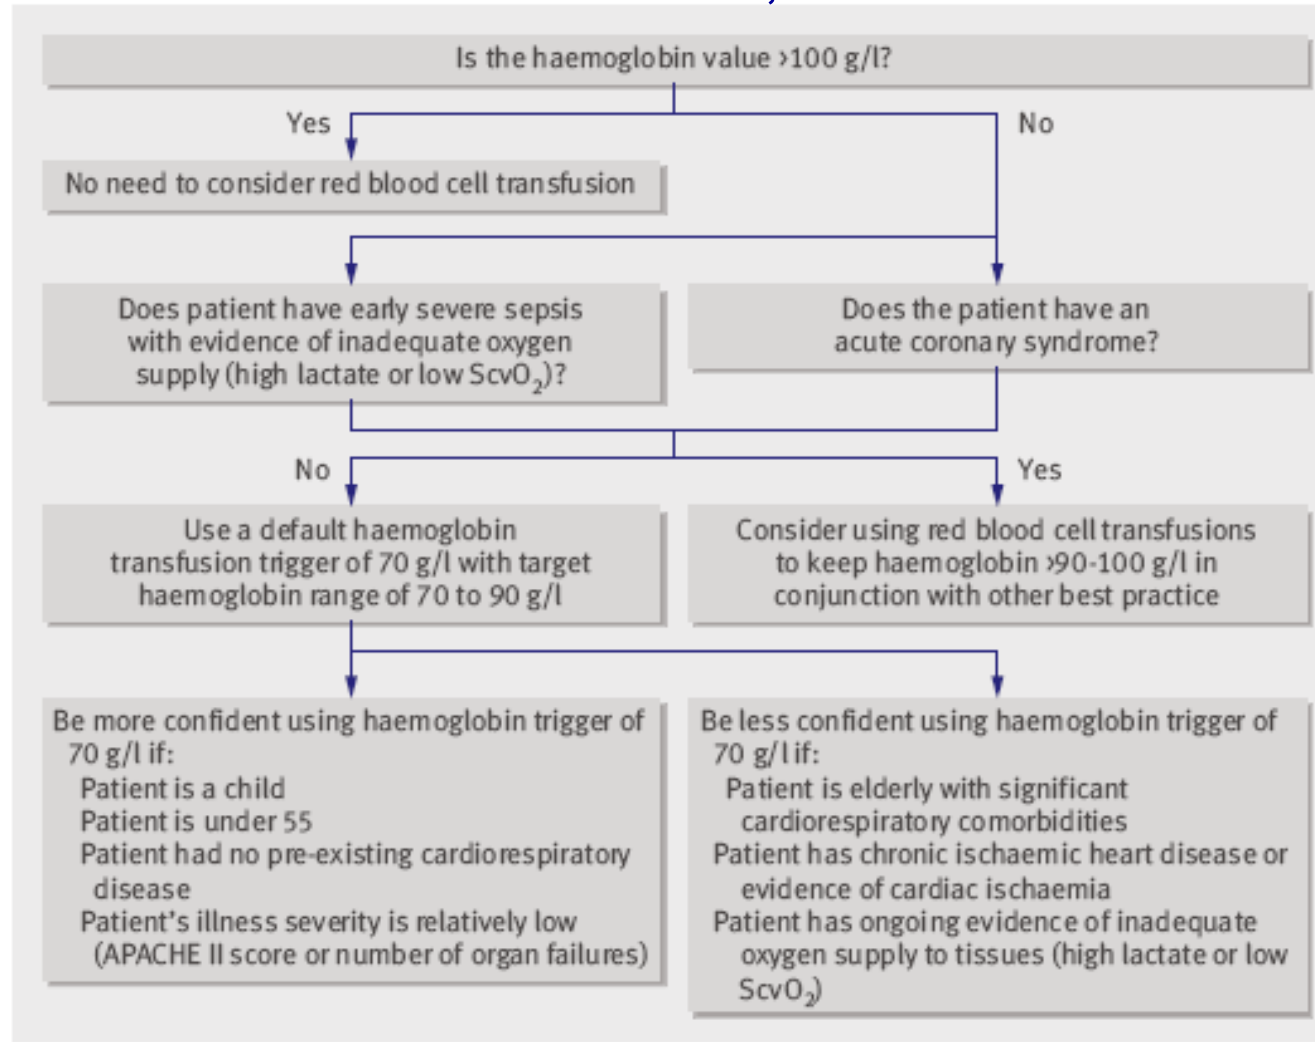 Is the haemoglobin value >100 g/l?
Yes
No
No need to consider red blood cell transfusion
Does patient have early severe sepsis
with evidence of inadequate oxygen
supply (high lactate or low ScvO₂)?
Does the patient have an
acute coronary syndrome?
No
Yes
Use a default haemoglobin
transfusion trigger of 70 g/l with target
haemoglobin range of 70 to 90 g/l
Consider using red blood cell transfusions
to keep haemoglobin >90-100 g/l in
conjunction with other best practice
Be more confident using haemoglobin trigger of
70 g/l if:
Patient is a child
Patient is under 55
Patient had no pre-existing cardiorespiratory
disease
Patient's illness severity is relatively low
(APACHE II score or number of organ failures)
Be less confident using haemoglobin trigger of
70 g/l if:
Patient is elderly with significant
cardiorespiratory comorbidities
Patient has chronic ischaemic heart disease or
evidence of cardiac ischaemia
Patient has ongoing evidence of inadequate
oxygen supply to tissues (high lactate or low
ScvO₂)